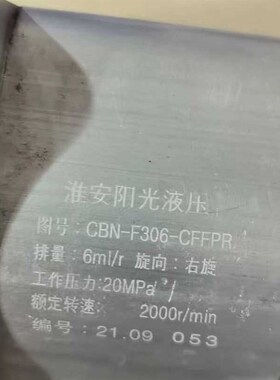 淮安阳光液压
图号：CBN-F306-CFFPR
排量：6ml/r 旋向：右旋
工作压力：20MPa
额定转速： 2000r/min
编号：21.09 053